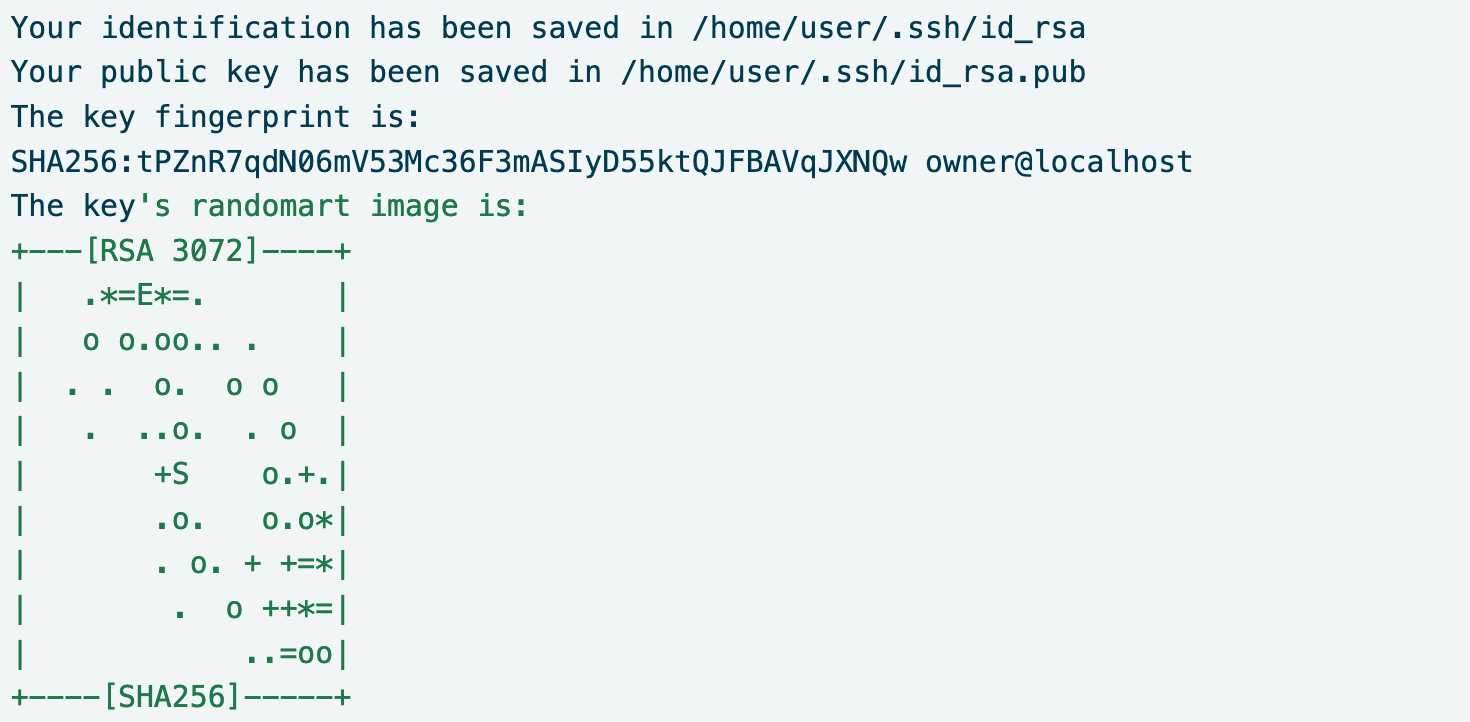 Your identification has been saved in /home/user/.ssh/id_rsa
Your public key has been saved in /home/user/.ssh/id_rsa.pub
The key fingerprint is:
SHA256:tPZnR7qdN06mV53Mc36F3mASIyD55ktQJFBAVqJXNQw owner@localhost
The key's randomart image is:
+---[RSA 3072]----+
|   .*=E*=.       |
|   o o.oo.. .    |
|  . .  o.  o o   |
|   .  ..o.  . o  |
|       +S    o.+.|
|       .o.   o.o*|
|       . o. + +=*|
|        .  o ++*=|
|            ..=oo|
+----[SHA256]-----+